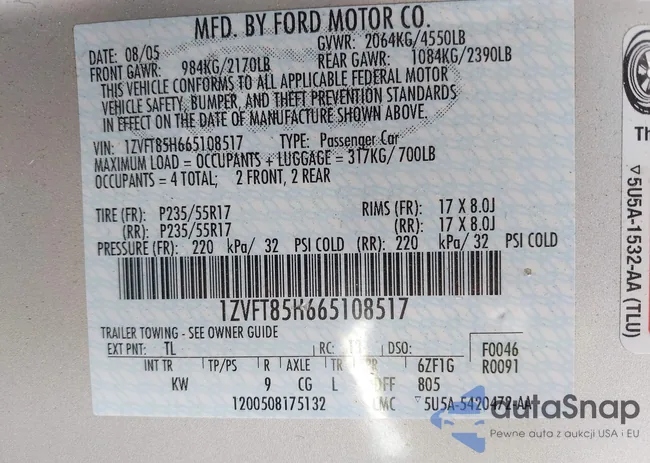 MFD. BY FORD MOTOR CO.
DATE: 08/05
GVWR: 2064KG/4550LB
FRONT GAWR: 984KG/2170LB
REAR GAWR: 1084KG/2390LB
THIS VEHICLE CONFORMS TO ALL APPLICABLE FEDERAL MOTOR
VEHICLE SAFETY, BUMPER, AND THEFT PREVENTION STANDARDS
IN EFFECT ON THE DATE OF MANUFACTURE SHOWN ABOVE.
VIN: 1ZVFT85H665108517 TYPE: Passenger Car
MAXIMUM LOAD = OCCUPANTS + LUGGAGE = 317KG/700LB
OCCUPANTS = 4 TOTAL; 2 FRONT, 2 REAR
TIRE (FR): P235/55R17 RIMS (FR): 17 X 8.0J
(RR): P235/55R17 (RR): 17 X 8.0J
PRESSURE (FR): 220 kPa/ 32 PSI COLD (RR): 220 kPa/ 32 PSI COLD
1ZVFT85H665108517
TRAILER TOWING - SEE OWNER GUIDE
EXT PNT: TL RC: DSO: F0046
6ZF1G R0091
INT TR TP/PS R AXLE TR
KW 9 CG L 805
1200508175132 5U5A-5420472-AA
Th
▽5U5A-1532-AA (TLU)
autoSnap
Pewne auta z aukcji USA i EU